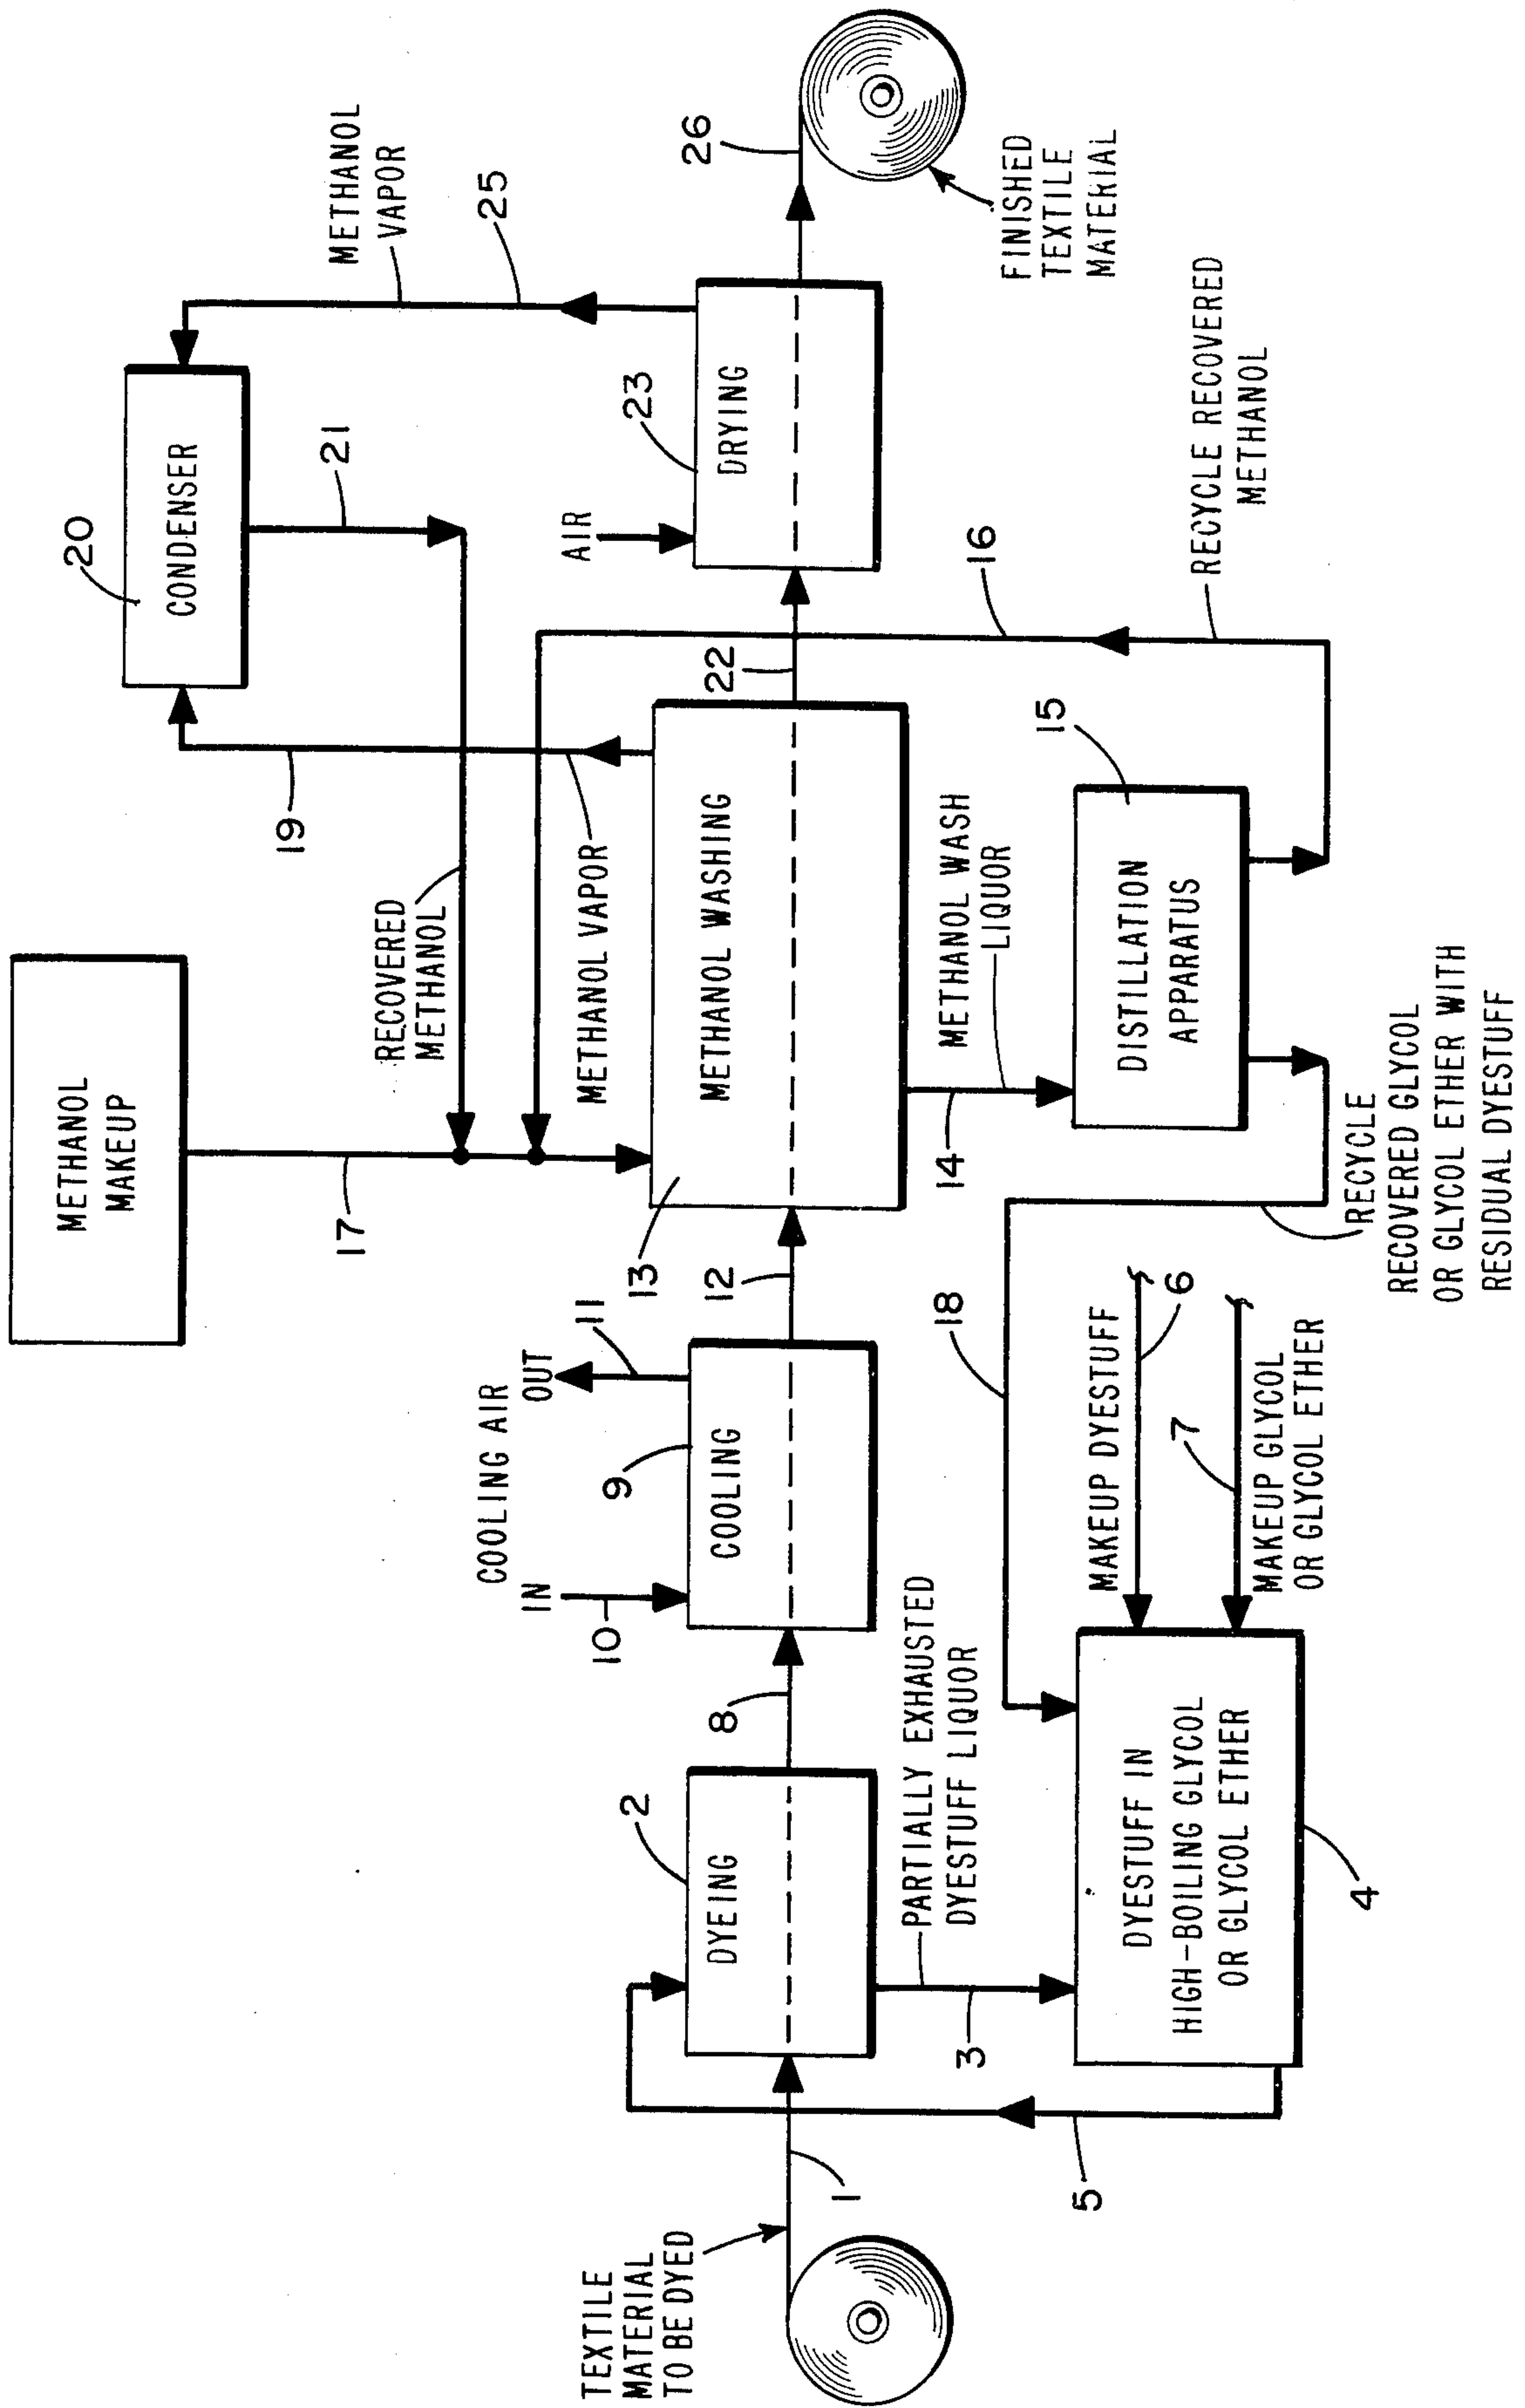 METHANOL
MAKEUP
17
RECOVERED
METHANOL
19
20
CONDENSER
21
METHANOL
VAPOR
25
METHANOL VAPOR
COOLING AIR
IN
OUT
10
11
9
COOLING
13
METHANOL WASHING
12
22
AIR
23
DRYING
26
FINISHED
TEXTILE
MATERIAL
TEXTILE
MATERIAL
TO BE DYED
1
2
DYEING
8
PARTIALLY EXHAUSTED
DYESTUFF LIQUOR
3
5
DYESTUFF IN
HIGH-BOILING GLYCOL
OR GLYCOL ETHER
4
MAKEUP DYESTUFF
6
7
MAKEUP GLYCOL
OR GLYCOL ETHER
18
14
METHANOL WASH
LIQUOR
15
DISTILLATION
APPARATUS
16
RECYCLE RECOVERED
METHANOL
RECYCLE
RECOVERED GLYCOL
OR GLYCOL ETHER WITH
RESIDUAL DYESTUFF